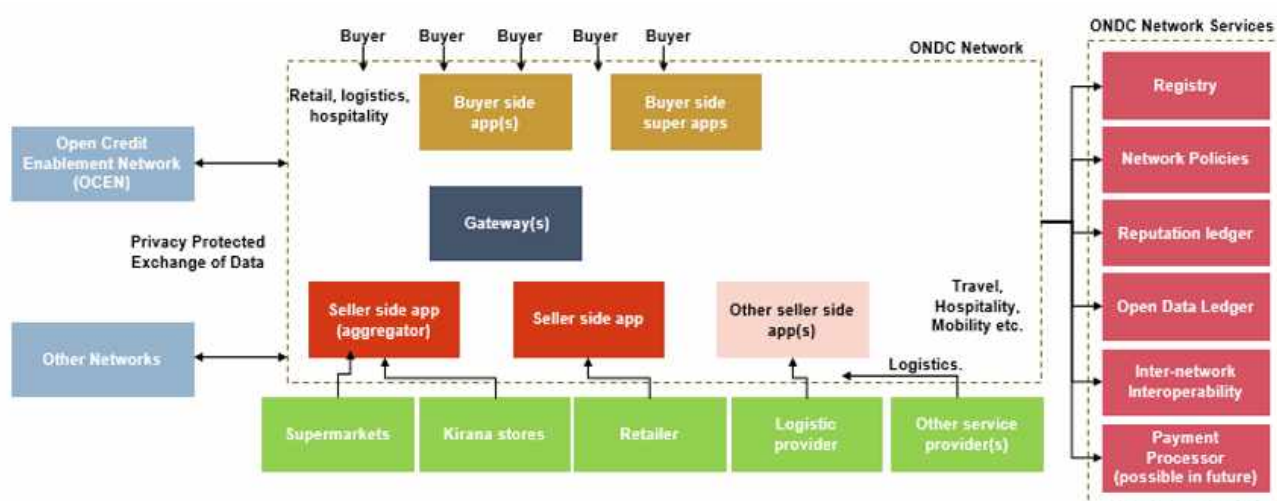 ONDC Network Services
Buyer Buyer Buyer Buyer Buyer
ONDC Network
Retail, logistics,
hospitality
Buyer side
app(s)
Buyer side
super apps
Open Credit
Enablement Network
(OCEN)
Gateway(s)
Privacy Protected
Exchange of Data
Seller side app
(aggregator)
Seller side app
Other seller side
app(s)
Travel,
Hospitality,
Mobility etc.
Other Networks
Logistics.
Supermarkets
Kirana stores
Retailer
Logistic
provider
Other service
provider(s)
Registry
Network Policies
Reputation ledger
Open Data Ledger
Inter-network
Interoperability
Payment
Processor
(possible in future)